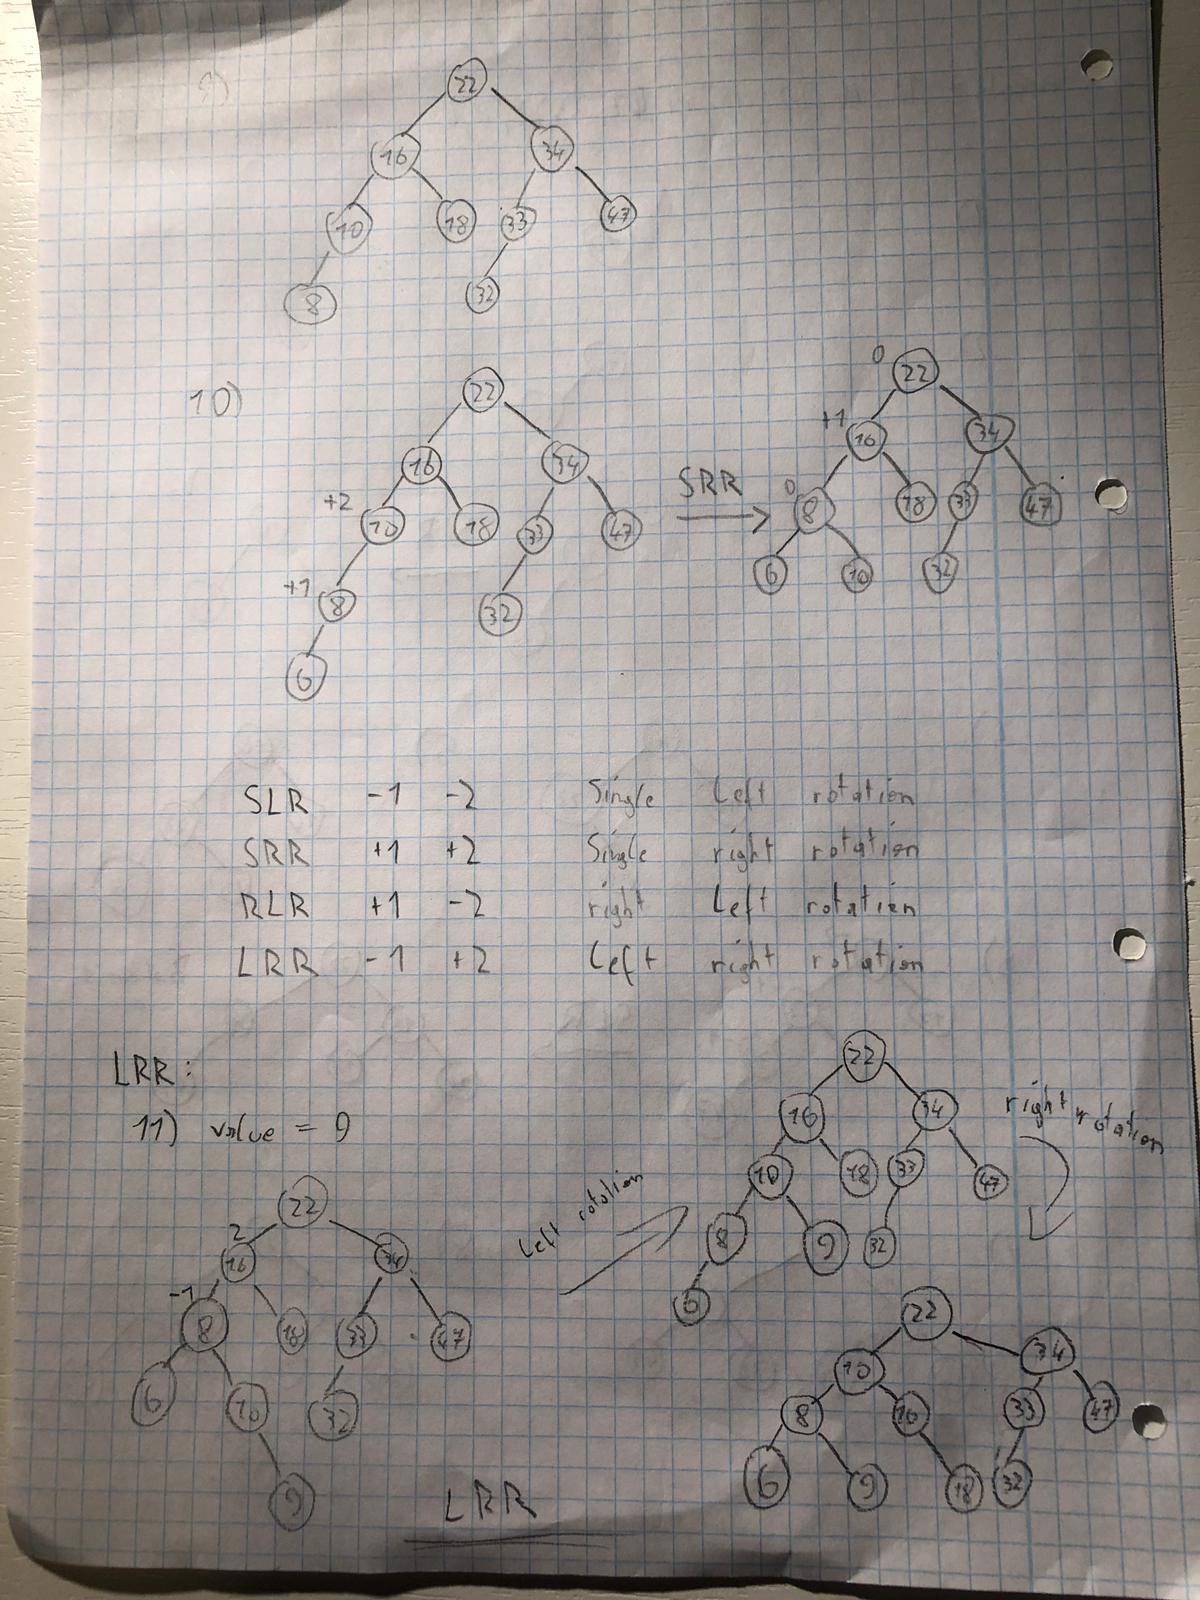 9)
22
16 34
10 18 33 47
8 32
10)
22
16 34
+2 10 18 33 47
+1 8 32
6
SRR
0 22
+1 16 34
0 8 18 33 47
6 10 32
SLR -1 -2 Single Left rotation
SRR +1 +2 Single right rotation
RLR +1 -2 right Left rotation
LRR -1 +2 Left right rotation
LRR:
11) value = 9
22
2 16 34
-1 8 18 33 47
6 10 32
9
Left rotation
22
16 34
10 18 33 47
8 9 32
6
right rotation
22
10 34
8 16 33 47
6 9 18 32
LRR